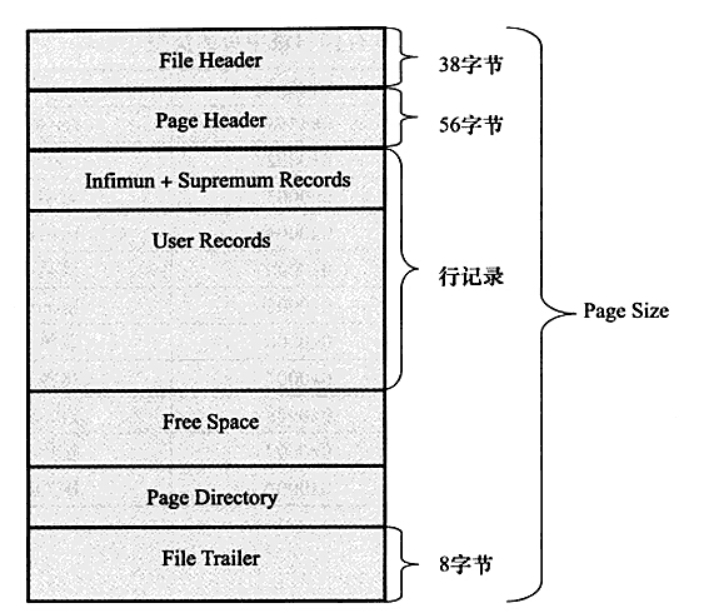 File Header
38字节
Page Header
56字节
Infimun + Supremum Records
User Records
行记录
Page Size
Free Space
Page Directory
File Trailer
8字节